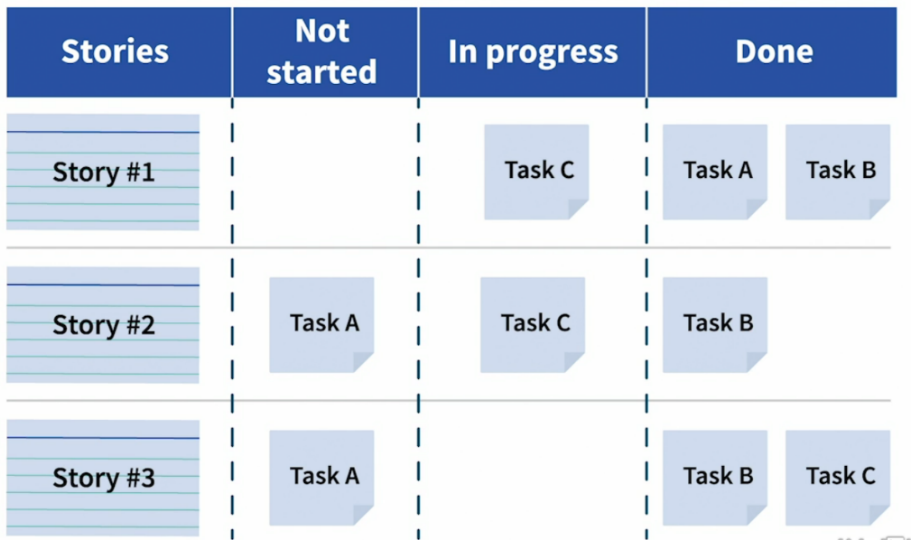 Stories
Not
started
In progress
Done
Story #1
Task C
Task A
Task B
Story #2
Task A
Task C
Task B
Story #3
Task A
Task B
Task C